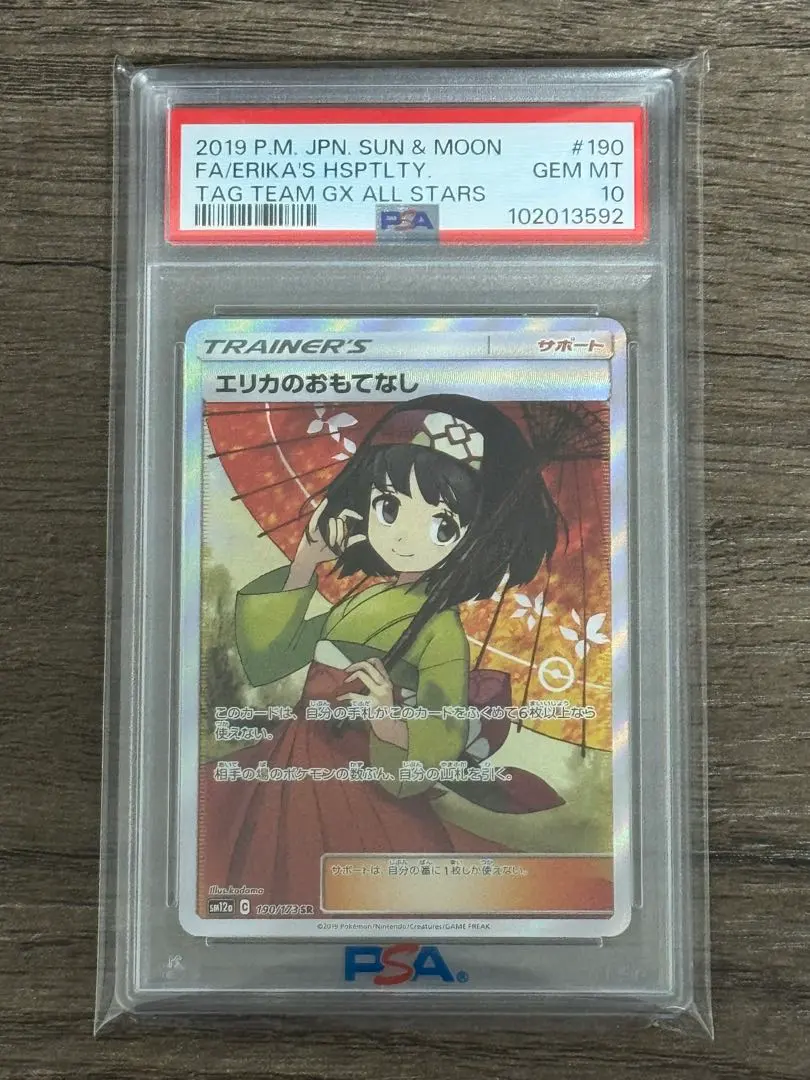 2019 P.M. JPN. SUN & MOON #190
FA/ERIKA'S HSPTLTY. GEM MT
TAG TEAM GX ALL STARS 10
PSA 102013592
TRAINER'S サポート
エリカのおもてなし
このカードは、自分の手札がこのカードをふくめて6枚以上なら
使えない。
相手の場のポケモンの数ぶん、自分の山札を引く。
サポートは、自分の番に1枚しか使えない。
Illus.kodama
sm12a C 190/173 SR
©2019 Pokémon/Nintendo/Creatures/GAME FREAK
PSA®